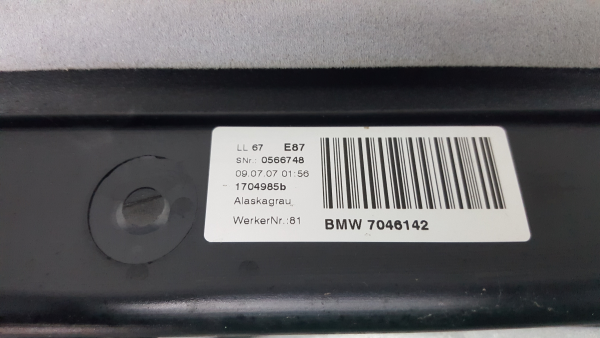 LL 67 E87
SNr.: 0566748
09.07.07 01:56
1704985b
Alaskagrau
WerkerNr.:81
BMW 7046142